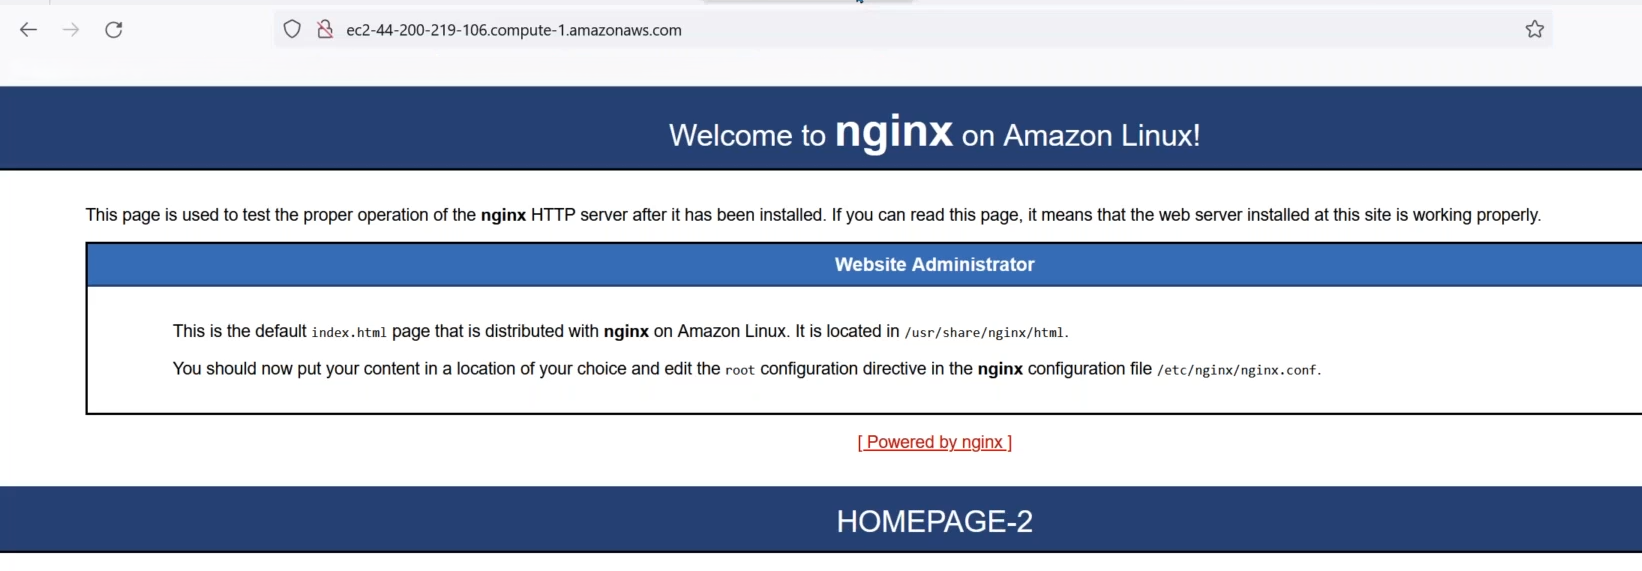 ec2-44-200-219-106.compute-1.amazonaws.com
Welcome to nginx on Amazon Linux!
This page is used to test the proper operation of the nginx HTTP server after it has been installed. If you can read this page, it means that the web server installed at this site is working properly.
Website Administrator
This is the default index.html page that is distributed with nginx on Amazon Linux. It is located in /usr/share/nginx/html.
You should now put your content in a location of your choice and edit the root configuration directive in the nginx configuration file /etc/nginx/nginx.conf.
[ Powered by nginx ]
HOMEPAGE-2